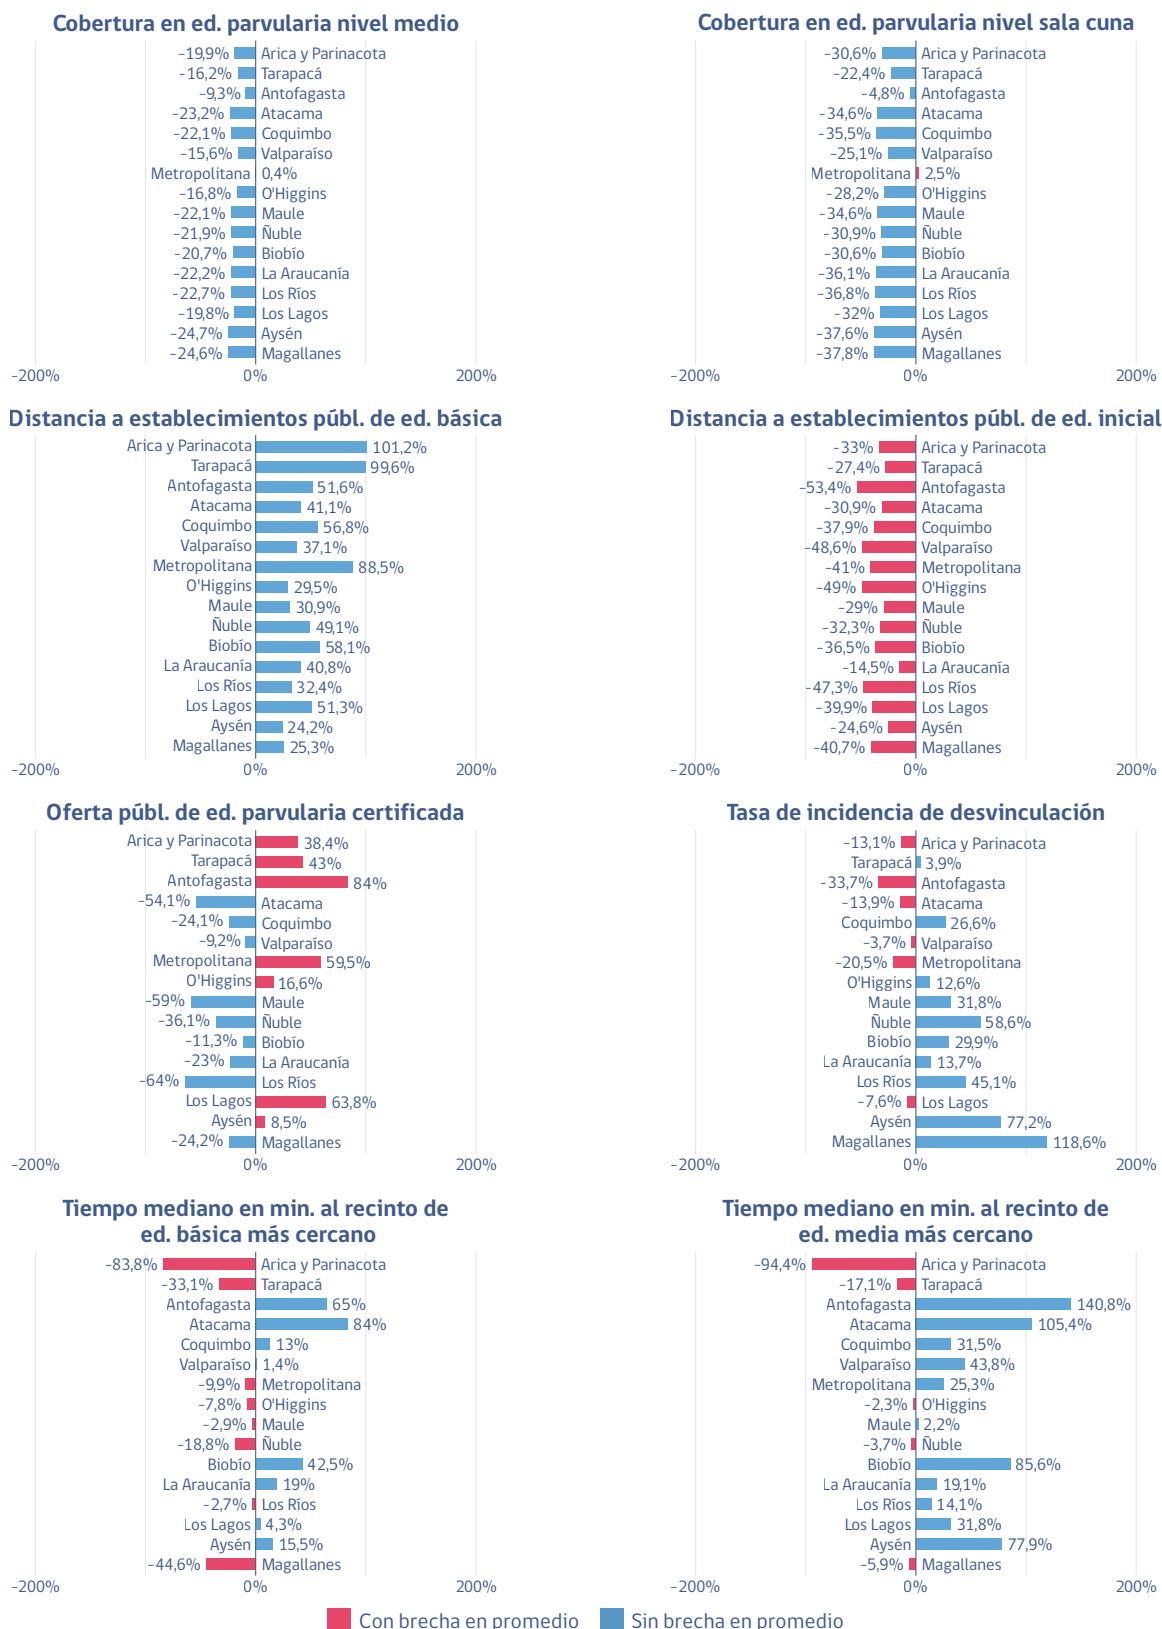 Cobertura en ed. parvularia nivel medio
-19,9% Arica y Parinacota
-16,2% Tarapacá
-9,3% Antofagasta
-23,2% Atacama
-22,1% Coquimbo
-15,6% Valparaíso
Metropolitana 0,4%
-16,8% O'Higgins
-22,1% Maule
-21,9% Ñuble
-20,7% Biobío
-22,2% La Araucanía
-22,7% Los Ríos
-19,8% Los Lagos
-24,7% Aysén
-24,6% Magallanes
-200% 0% 200%
Cobertura en ed. parvularia nivel sala cuna
-30,6% Arica y Parinacota
-22,4% Tarapacá
-4,8% Antofagasta
-34,6% Atacama
-35,5% Coquimbo
-25,1% Valparaíso
Metropolitana 2,5%
-28,2% O'Higgins
-34,6% Maule
-30,9% Ñuble
-30,6% Biobío
-36,1% La Araucanía
-36,8% Los Ríos
-32% Los Lagos
-37,6% Aysén
-37,8% Magallanes
-200% 0% 200%
Distancia a establecimientos públ. de ed. básica
Arica y Parinacota 101,2%
Tarapacá 99,6%
Antofagasta 51,6%
Atacama 41,1%
Coquimbo 56,8%
Valparaíso 37,1%
Metropolitana 88,5%
O'Higgins 29,5%
Maule 30,9%
Ñuble 49,1%
Biobío 58,1%
La Araucanía 40,8%
Los Ríos 32,4%
Los Lagos 51,3%
Aysén 24,2%
Magallanes 25,3%
-200% 0% 200%
Distancia a establecimientos públ. de ed. inicial
-33% Arica y Parinacota
-27,4% Tarapacá
-53,4% Antofagasta
-30,9% Atacama
-37,9% Coquimbo
-48,6% Valparaíso
-41% Metropolitana
-49% O'Higgins
-29% Maule
-32,3% Ñuble
-36,5% Biobío
-14,5% La Araucanía
-47,3% Los Ríos
-39,9% Los Lagos
-24,6% Aysén
-40,7% Magallanes
-200% 0% 200%
Oferta públ. de ed. parvularia certificada
Arica y Parinacota 38,4%
Tarapacá 43%
Antofagasta 84%
-54,1% Atacama
-24,1% Coquimbo
-9,2% Valparaíso
Metropolitana 59,5%
O'Higgins 16,6%
-59% Maule
-36,1% Ñuble
-11,3% Biobío
-23% La Araucanía
-64% Los Ríos
Los Lagos 63,8%
Aysén 8,5%
-24,2% Magallanes
-200% 0% 200%
Tasa de incidencia de desvinculación
-13,1% Arica y Parinacota
Tarapacá 3,9%
-33,7% Antofagasta
-13,9% Atacama
Coquimbo 26,6%
-3,7% Valparaíso
-20,5% Metropolitana
O'Higgins 12,6%
Maule 31,8%
Ñuble 58,6%
Biobío 29,9%
La Araucanía 13,7%
Los Ríos 45,1%
-7,6% Los Lagos
Aysén 77,2%
Magallanes 118,6%
-200% 0% 200%
Tiempo mediano en min. al recinto de
ed. básica más cercano
-83,8% Arica y Parinacota
-33,1% Tarapacá
Antofagasta 65%
Atacama 84%
Coquimbo 13%
Valparaíso 1,4%
-9,9% Metropolitana
-7,8% O'Higgins
-2,9% Maule
-18,8% Ñuble
Biobío 42,5%
La Araucanía 19%
-2,7% Los Ríos
Los Lagos 4,3%
Aysén 15,5%
-44,6% Magallanes
-200% 0% 200%
Tiempo mediano en min. al recinto de
ed. media más cercano
-94,4% Arica y Parinacota
-17,1% Tarapacá
Antofagasta 140,8%
Atacama 105,4%
Coquimbo 31,5%
Valparaíso 43,8%
Metropolitana 25,3%
-2,3% O'Higgins
Maule 2,2%
-3,7% Ñuble
Biobío 85,6%
La Araucanía 19,1%
Los Ríos 14,1%
Los Lagos 31,8%
Aysén 77,9%
-5,9% Magallanes
-200% 0% 200%
Con brecha en promedio Sin brecha en promedio